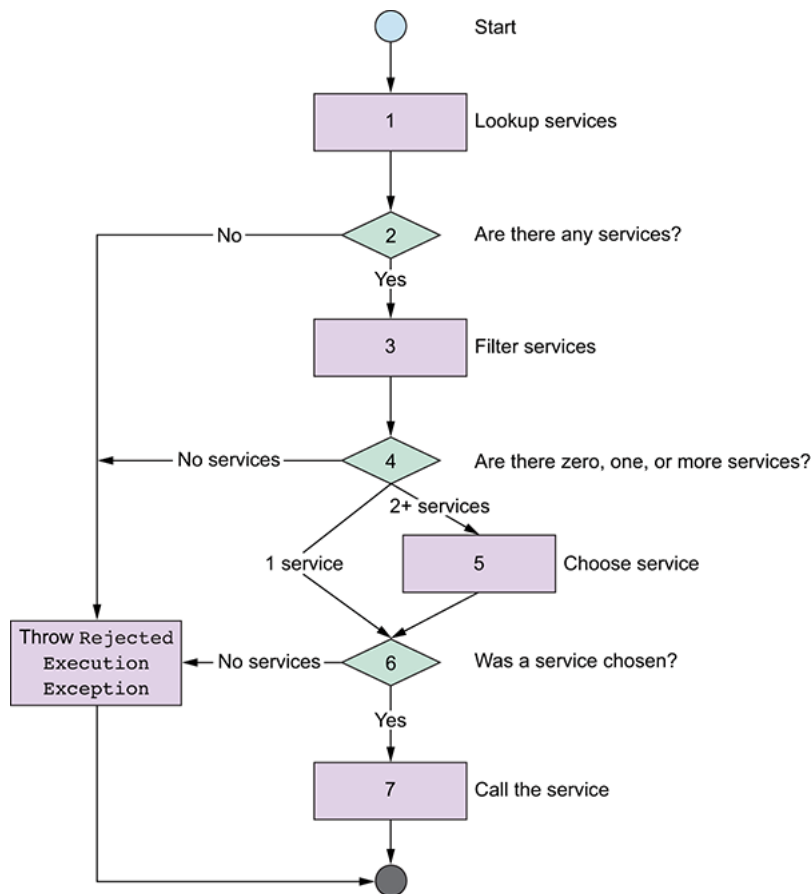 Start
1
Lookup services
2
Are there any services?
No
Yes
3
Filter services
4
Are there zero, one, or more services?
No services
2+ services
1 service
5
Choose service
6
Was a service chosen?
No services
Throw Rejected
Execution
Exception
Yes
7
Call the service